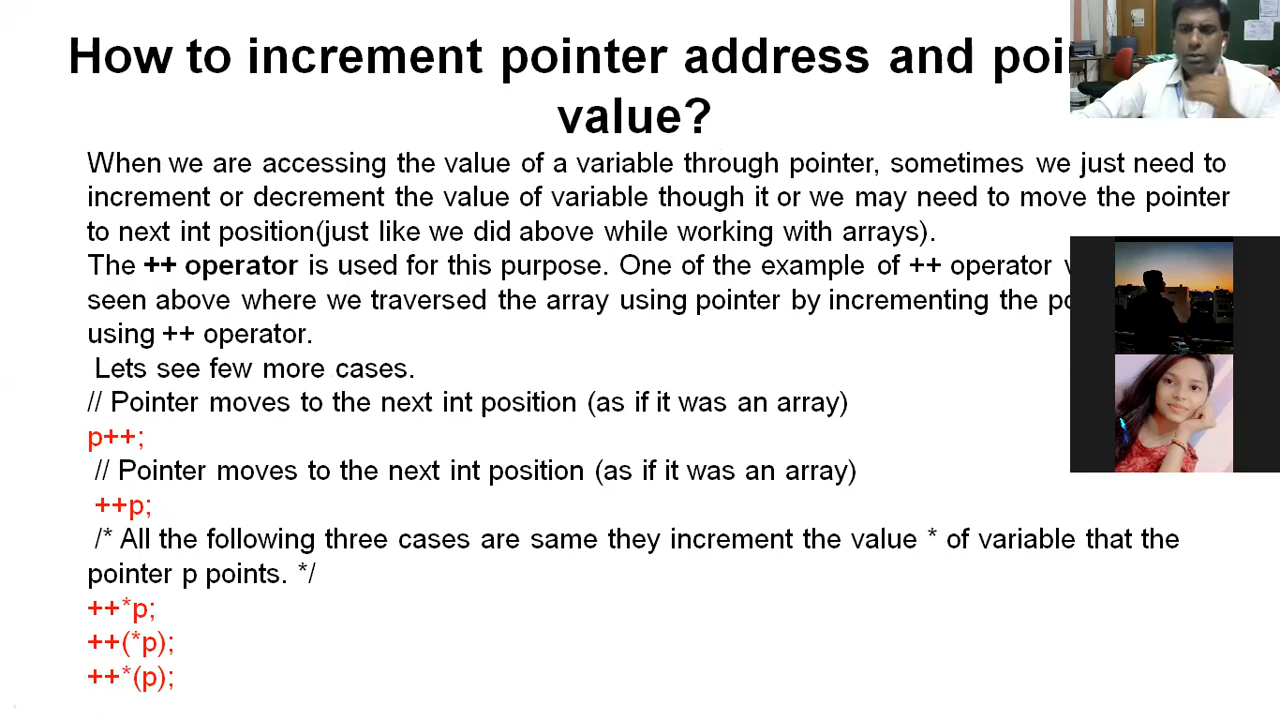 How to increment pointer address and poi
value?
When we are accessing the value of a variable through pointer, sometimes we just need to
increment or decrement the value of variable though it or we may need to move the pointer
to next int position(just like we did above while working with arrays).
The ++ operator is used for this purpose. One of the example of ++ operator
seen above where we traversed the array using pointer by incrementing the
using ++ operator.
Lets see few more cases.
// Pointer moves to the next int position (as if it was an array)
p++;
// Pointer moves to the next int position (as if it was an array)
++p;
/* All the following three cases are same they increment the value * of variable that the
pointer p points. */
++*p;
++(*p);
++*(p);